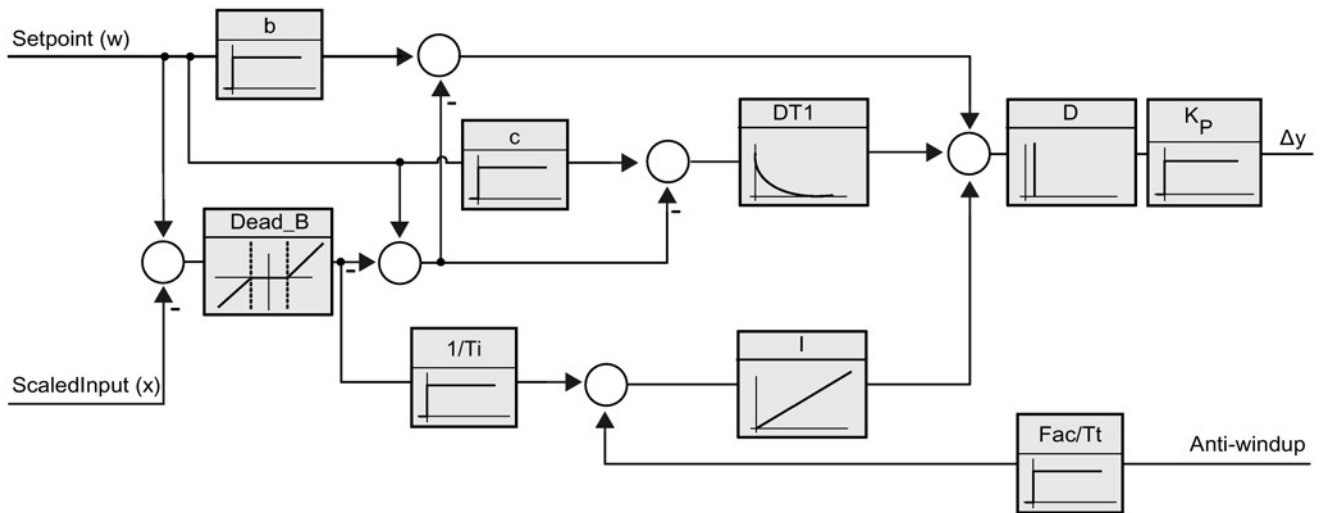 Setpoint (w)
b
-
c
-
DT1
D
K_P
Δy
Dead_B
-
-
ScaledInput (x)
1/Ti
I
Fac/Tt
Anti-windup